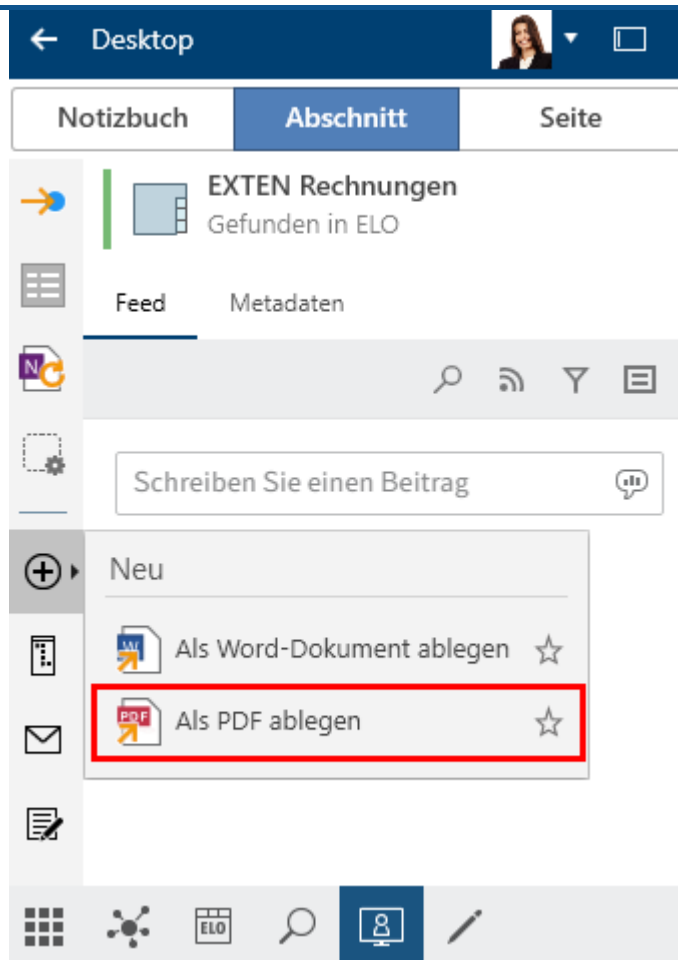 Desktop
Notizbuch Abschnitt Seite
EXTEN Rechnungen
Gefunden in ELO
Feed Metadaten
N
Schreiben Sie einen Beitrag
Neu
W
Als Word-Dokument ablegen
PDF
Als PDF ablegen
ELO